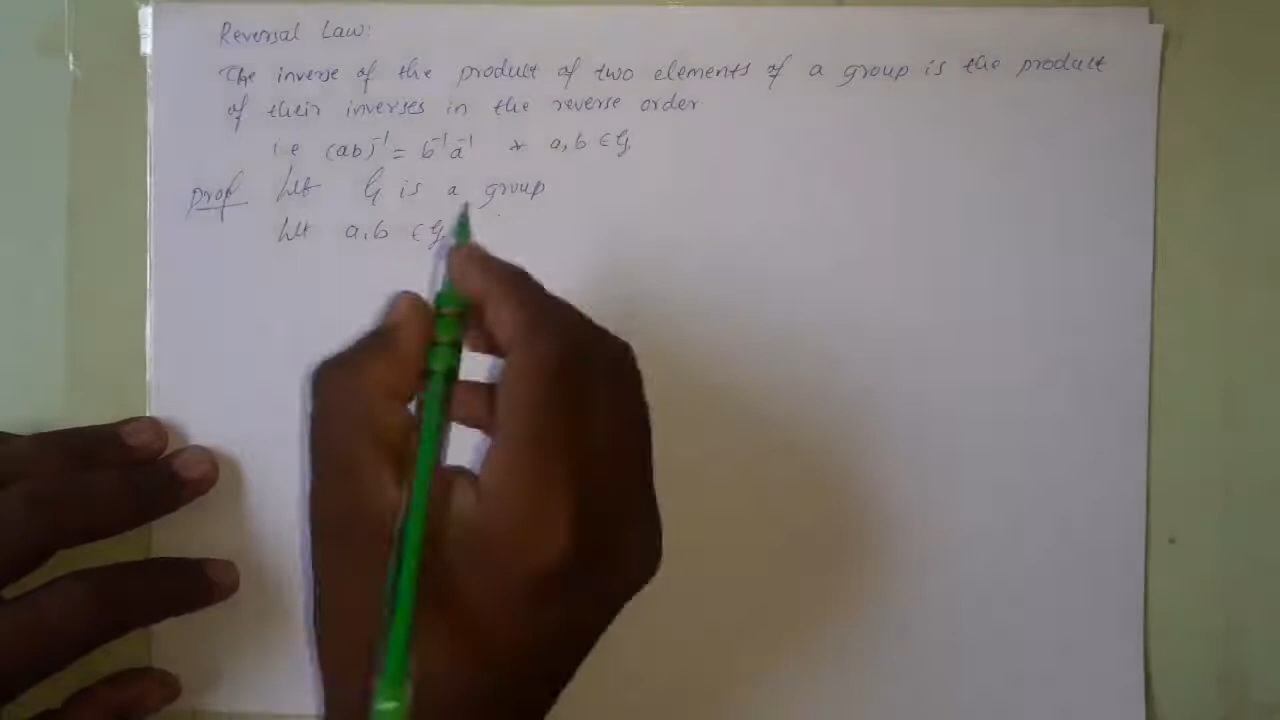 Reversal Law:
The inverse of the product of two elements of a group is the product
of their inverses in the reverse order
i.e (ab)⁻¹ = b⁻¹a⁻¹ ∀ a,b ∈ G
Prof Let G is a group
Let a,b ∈ G